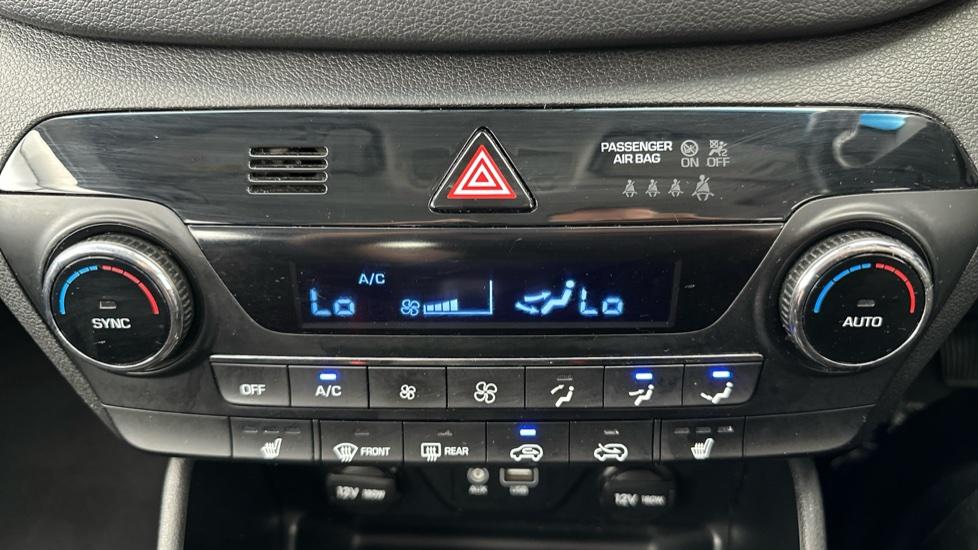 PASSENGER
AIR BAG
ON OFF
A/C
Lo
Lo
SYNC
AUTO
OFF
A/C
FRONT
REAR
12V 180W
AUX
USB
12V 180W